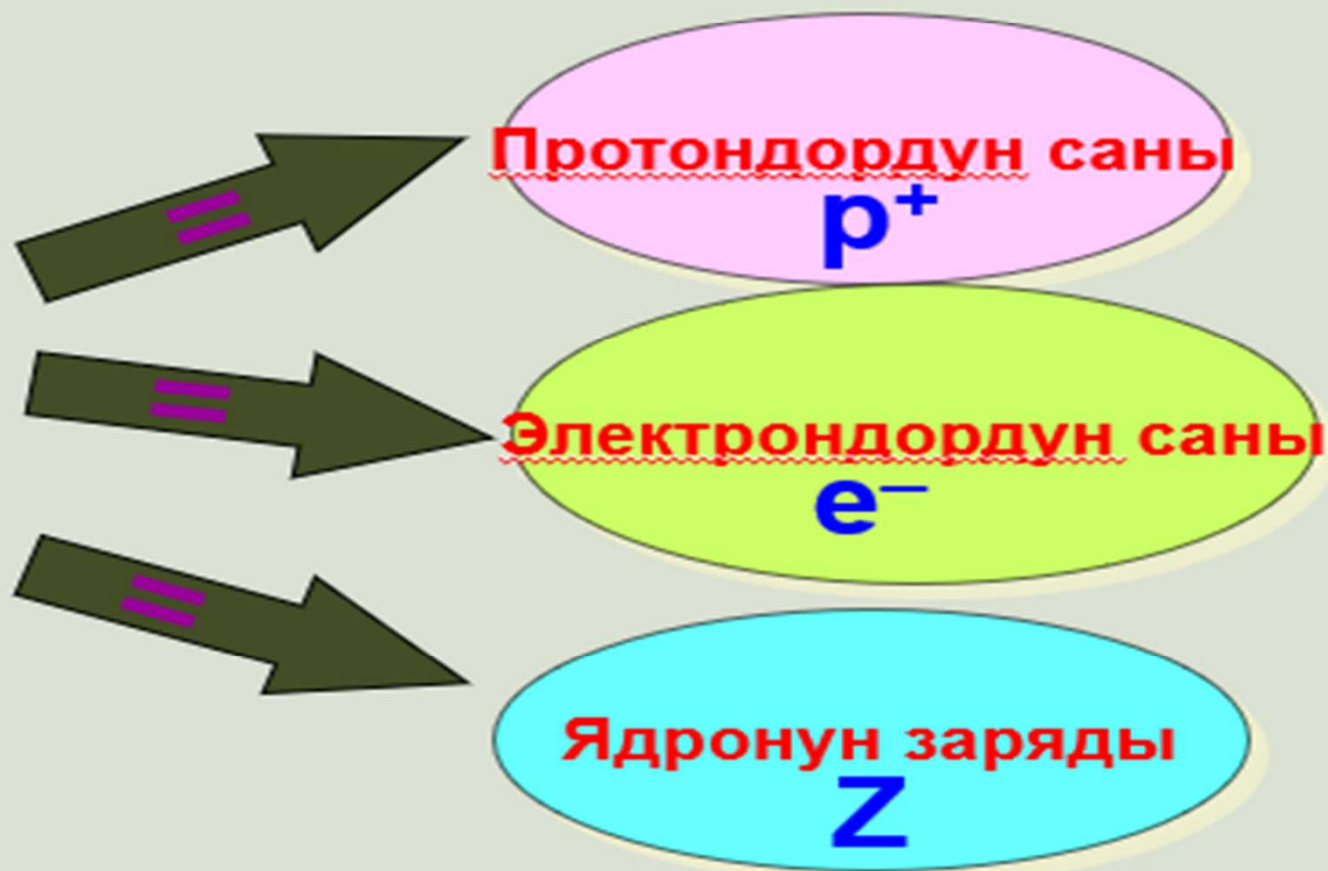 =
Протондордун саны
p⁺
=
Электрондордун саны
e⁻
=
Ядронун заряды
Z